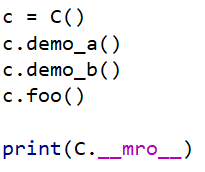 c = C()
c.demo_a()
c.demo_b()
c.foo()
print(C.__mro__)